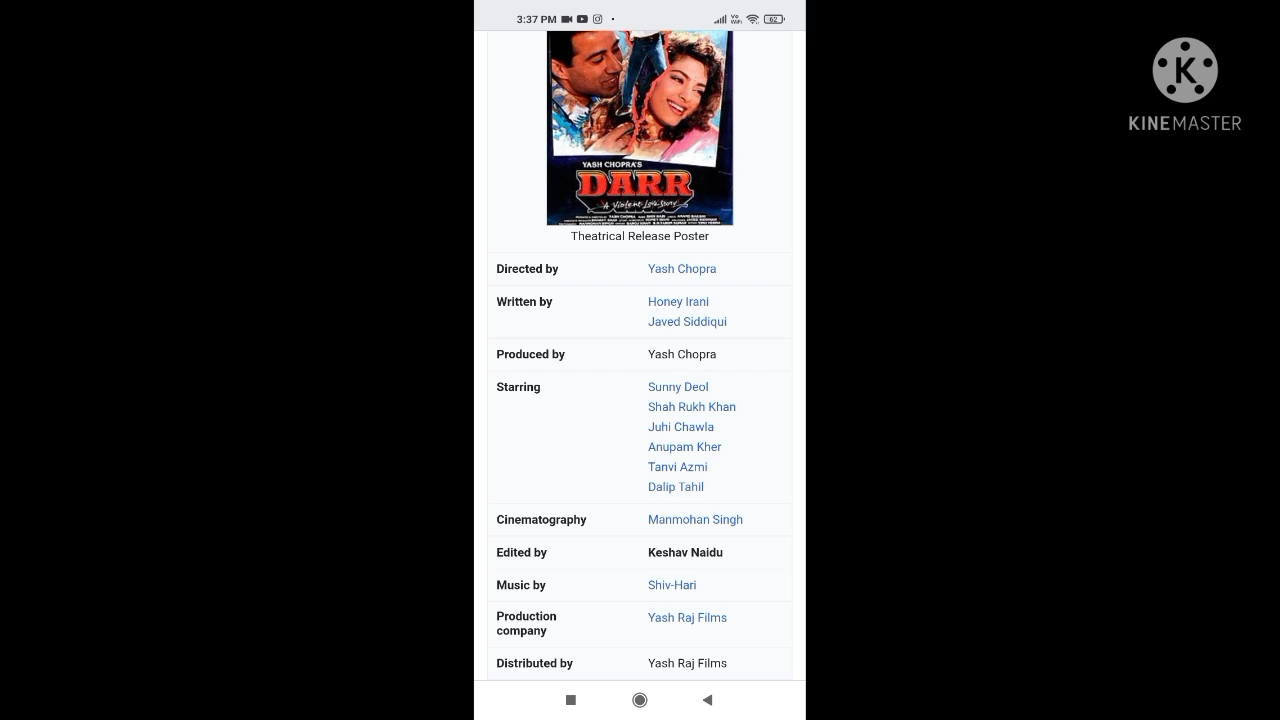 3:37 PM
Vo
WiFi
62
KINEMASTER
YASH CHOPRA'S
DARR
A Violent Love Story
Theatrical Release Poster
Directed by Yash Chopra
Written by Honey Irani
Javed Siddiqui
Produced by Yash Chopra
Starring Sunny Deol
Shah Rukh Khan
Juhi Chawla
Anupam Kher
Tanvi Azmi
Dalip Tahil
Cinematography Manmohan Singh
Edited by Keshav Naidu
Music by Shiv-Hari
Production Yash Raj Films
company
Distributed by Yash Raj Films